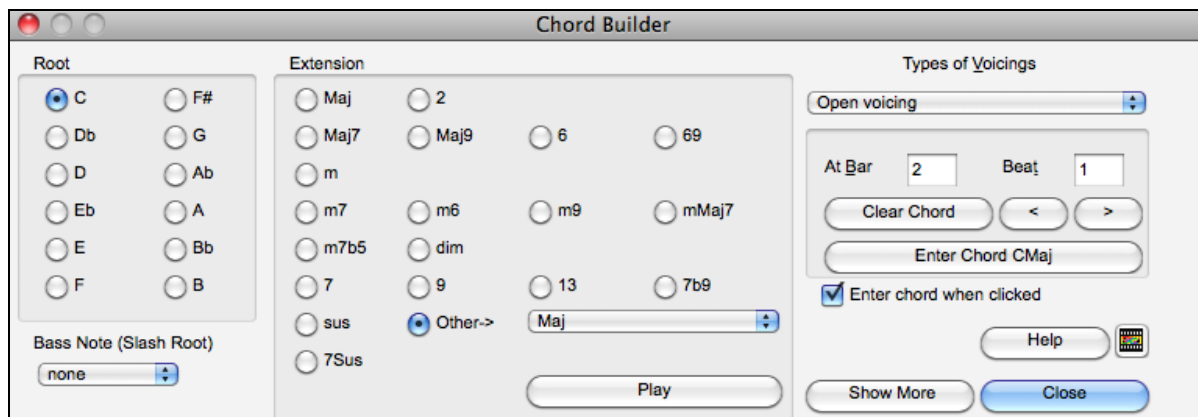 Chord Builder
Root
C F#
Db G
D Ab
Eb A
E Bb
F B
Bass Note (Slash Root)
none
Extension
Maj 2
Maj7 Maj9 6 69
m
m7 m6 m9 mMaj7
m7b5 dim
7 9 13 7b9
sus Other-> Maj
7Sus
Play
Types of Voicings
Open voicing
At Bar 2 Beat 1
Clear Chord < >
Enter Chord CMaj
Enter chord when clicked
Help
Show More Close